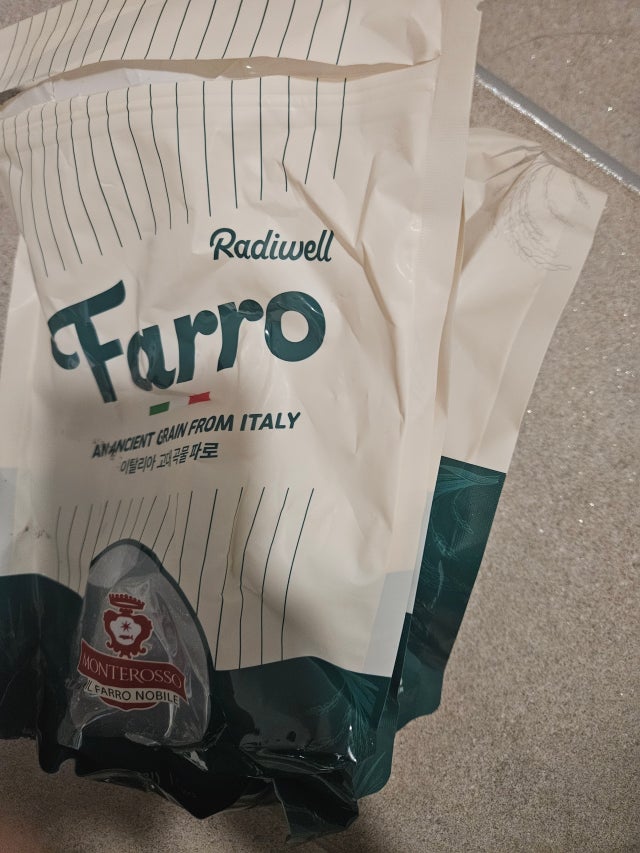 Radiwell
Farro
AN ANCIENT GRAIN FROM ITALY
이탈리아 고대곡물 파로
MONTEROSSO
IL FARRO NOBILE